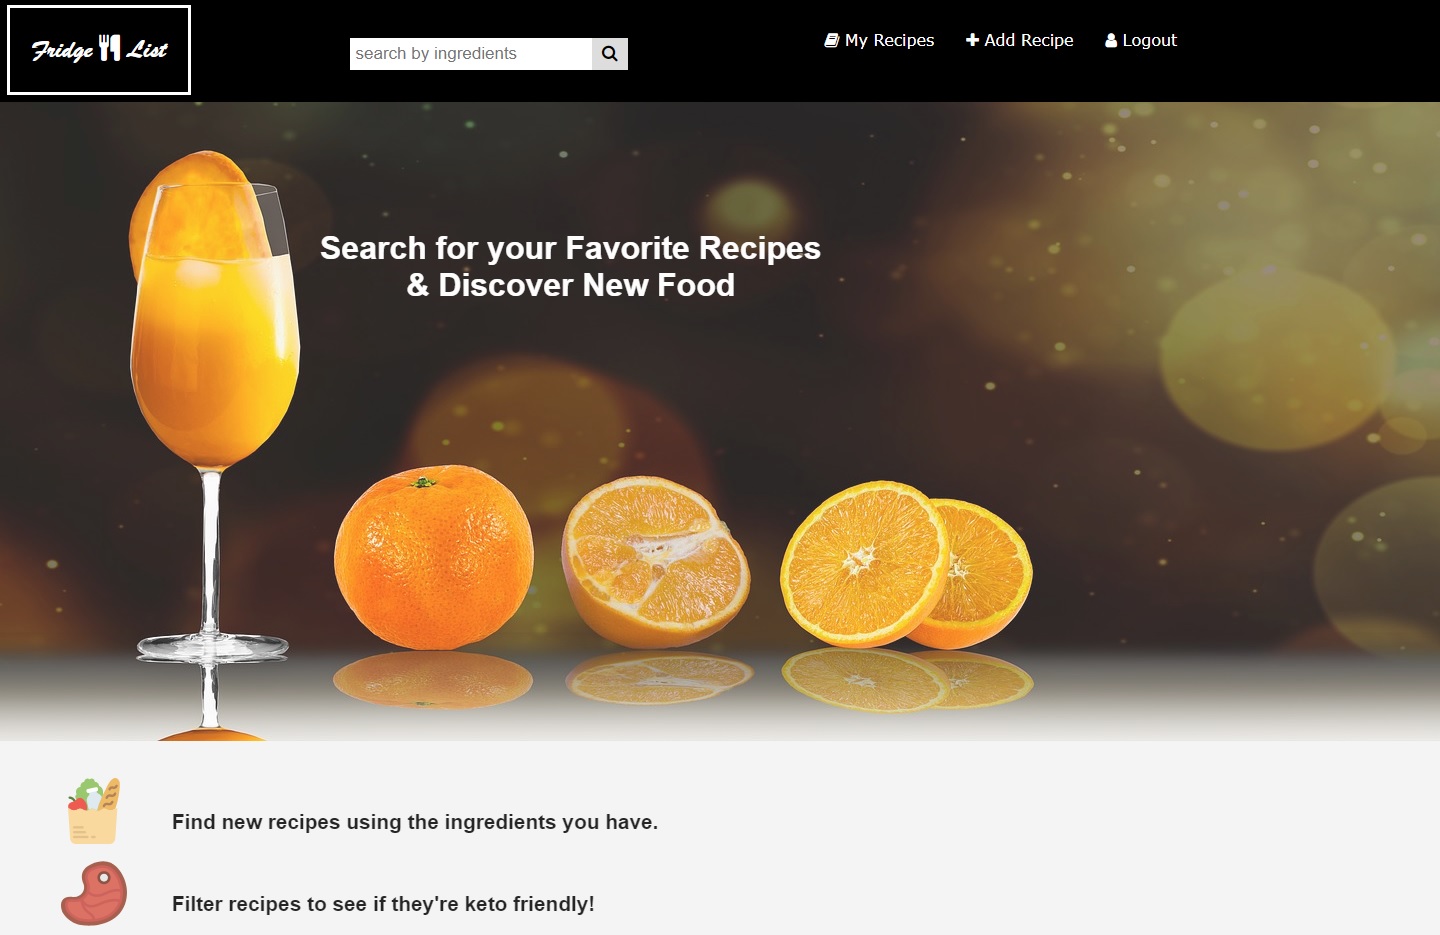 Fridge List
search by ingredients
My Recipes
Add Recipe
Logout
Search for your Favorite Recipes
& Discover New Food
Find new recipes using the ingredients you have.
Filter recipes to see if they're keto friendly!